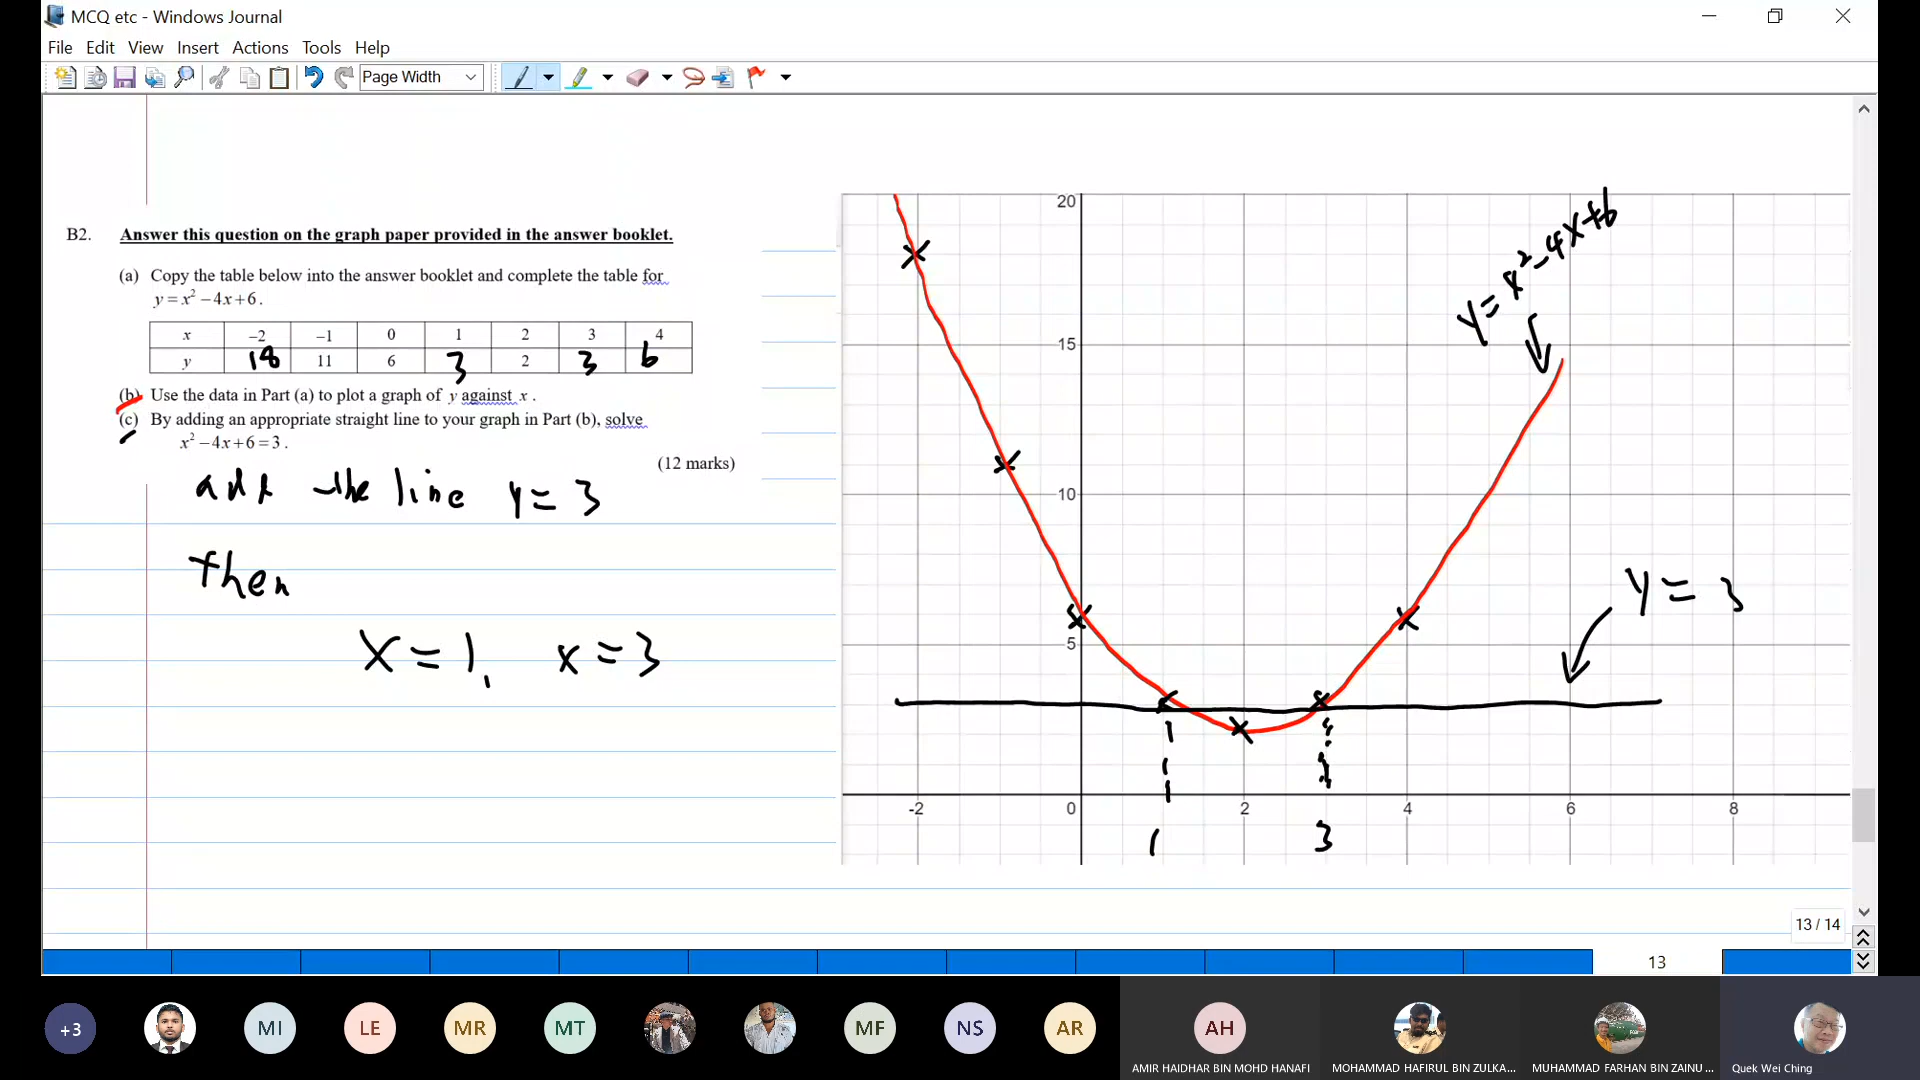 MCQ etc - Windows Journal
File Edit View Insert Actions Tools Help
Page Width
B2. Answer this question on the graph paper provided in the answer booklet.
(a) Copy the table below into the answer booklet and complete the table for
y = x² − 4x + 6 .
x −2 −1 0 1 2 3 4
y 18 11 6 3 2 3 6
(b) Use the data in Part (a) to plot a graph of y against x .
(c) By adding an appropriate straight line to your graph in Part (b), solve
x² − 4x + 6 = 3 .
(12 marks)
add the line y = 3
then
x = 1, x = 3
20
15
10
5
-2 0 2 4 6 8
1 3
y = x² - 4x + 6
y = 3
13 / 14
13
+3 MI LE MR MT MF NS AR AH
AMIR HAIDHAR BIN MOHD HANAFI
MOHAMMAD HAFIRUL BIN ZULKA...
MUHAMMAD FARHAN BIN ZAINU...
Quek Wei Ching